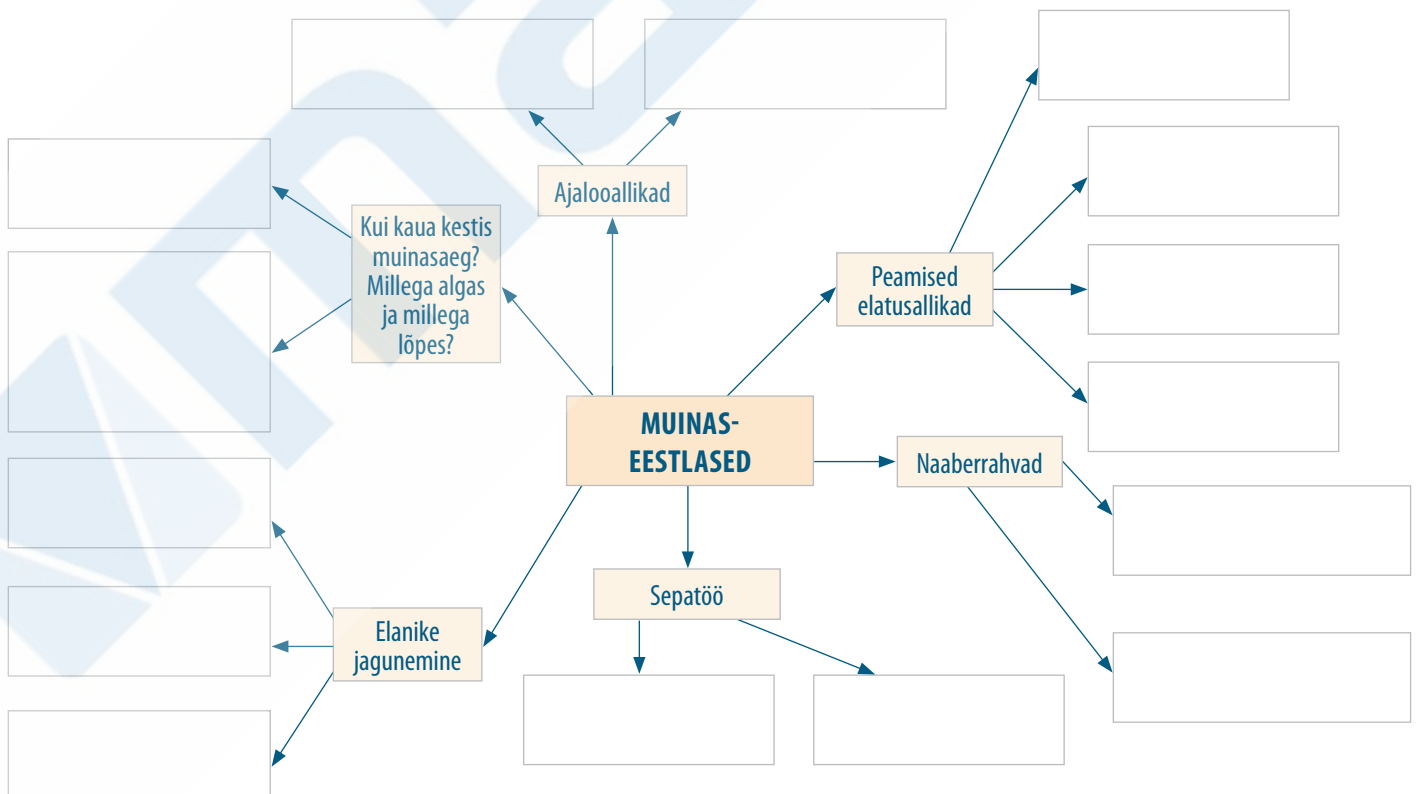 Ajalooallikad
Kui kaua kestis
muinasaeg?
Millega algas
ja millega
lõpes?
Peamised
elatusallikad
MUINAS-
EESTLASED
Naaberrahvad
Sepatöö
Elanike
jagunemine